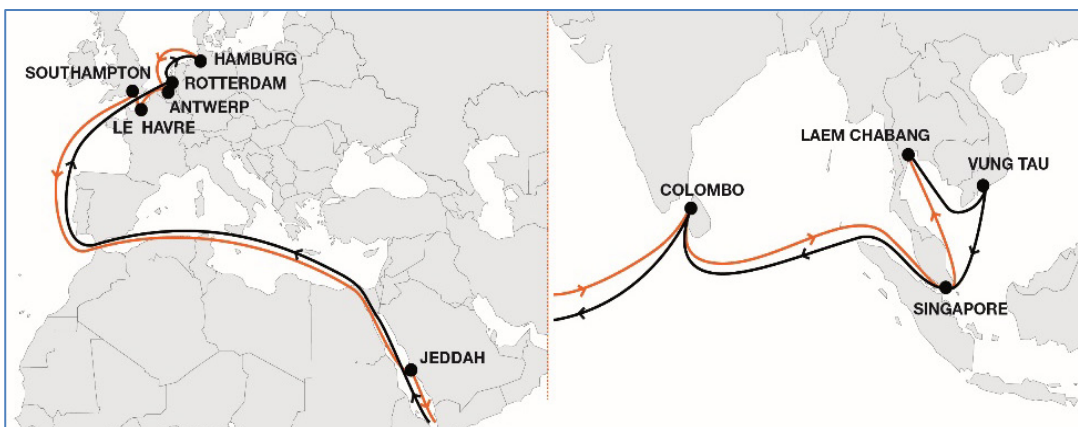 HAMBURG
SOUTHAMPTON
ROTTERDAM
ANTWERP
LE HAVRE
JEDDAH
LAEM CHABANG
VUNG TAU
COLOMBO
SINGAPORE